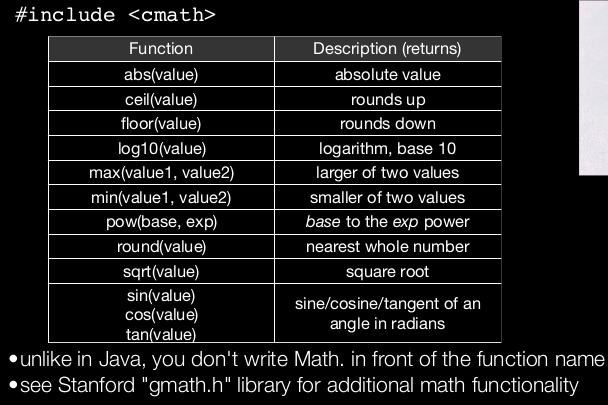 #include <cmath>
Function Description (returns)
abs(value) absolute value
ceil(value) rounds up
floor(value) rounds down
log10(value) logarithm, base 10
max(value1, value2) larger of two values
min(value1, value2) smaller of two values
pow(base, exp) base to the exp power
round(value) nearest whole number
sqrt(value) square root
sin(value)
cos(value)
tan(value)
sine/cosine/tangent of an
angle in radians
•unlike in Java, you don't write Math. in front of the function name
•see Stanford "gmath.h" library for additional math functionality